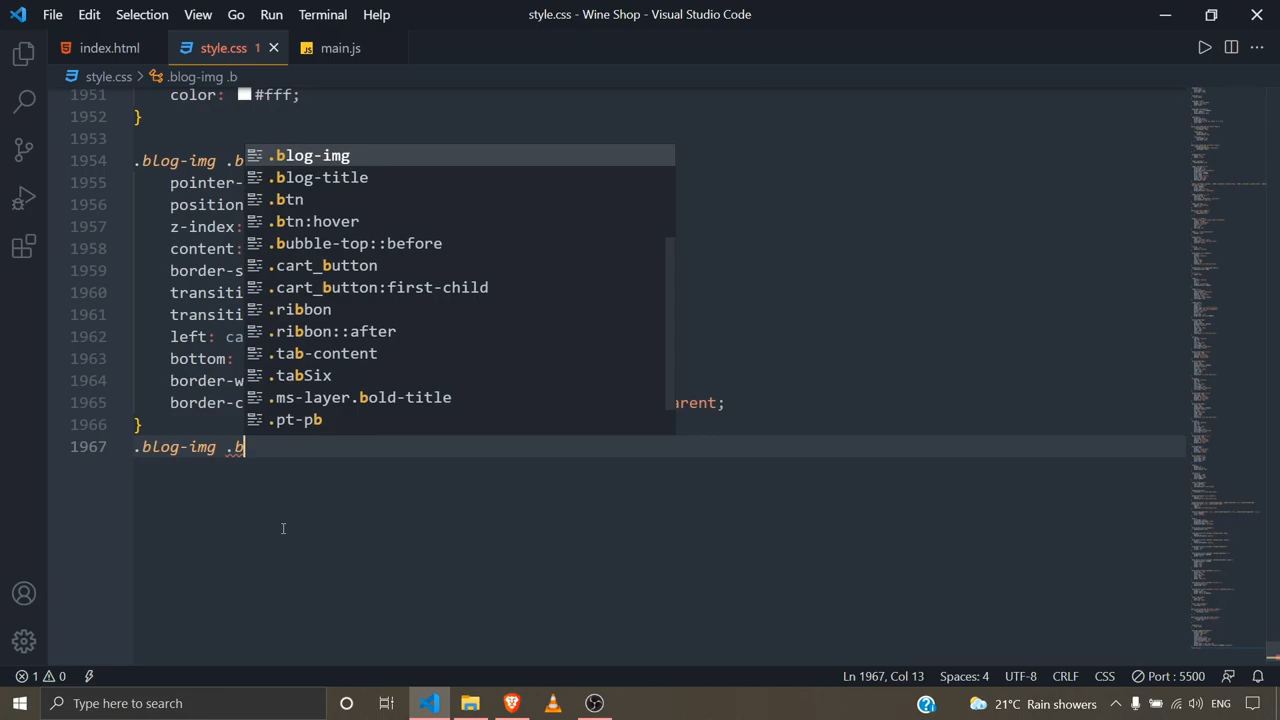 File Edit Selection View Go Run Terminal Help style.css - Wine Shop - Visual Studio Code
index.html style.css 1 main.js
style.css > .blog-img .b
1951 color: #fff;
1952 }
1953
1954 .blog-img .b
1955 pointer-
1956 position
1957 z-index:
1958 content:
1959 border-s
1960 transiti
1961 transiti
1962 left: ca
1963 bottom:
1964 border-w
1965 border-c arent;
1966 }
1967 .blog-img .b
.blog-img
.blog-title
.btn
.btn:hover
.bubble-top::before
.cart_button
.cart_button:first-child
.ribbon
.ribbon::after
.tab-content
.tabSix
.ms-layer.bold-title
.pt-pb
1 0 Ln 1967, Col 13 Spaces: 4 UTF-8 CRLF CSS Port : 5500
Type here to search 21°C Rain showers ENG